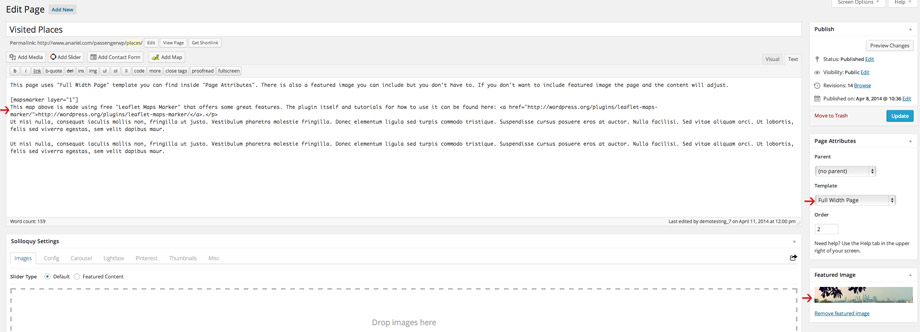 Edit Page Add New
Screen Options Help
Visited Places
Permalink: http://www.anariel.com/passengerwp/places/ Edit View Page Get Shortlink
Add Media Add Slider Add Contact Form Add Map
Visual Text
b i link b-quote del ins img ul ol li code more close tags proofread fullscreen
This page uses "Full Width Page" template you can find inside "Page Attributes". There is also a featured image you can include but you don't have to. If you don't want to include featured image the page and the content will adjust.
[mapsmarker layer="1"]
This map above is made using free "Leaflet Maps Marker" that offers some great features. The plugin itself and tutorials for how to use it can be found here: <a href="http://wordpress.org/plugins/leaflet-maps-
marker/">http://wordpress.org/plugins/leaflet-maps-marker/</a>.</p>
Ut nisi nulla, consequat iaculis mollis non, fringilla ut justo. Vestibulum pharetra molestie fringilla. Donec elementum ligula sed turpis commodo tristique. Suspendisse cursus posuere eros at auctor. Nulla facilisi. Sed vitae aliquam orci. Ut lobortis,
felis sed viverra egestas, sem velit dapibus maur.
Ut nisi nulla, consequat iaculis mollis non, fringilla ut justo. Vestibulum pharetra molestie fringilla. Donec elementum ligula sed turpis commodo tristique. Suspendisse cursus posuere eros at auctor. Nulla facilisi. Sed vitae aliquam orci. Ut lobortis,
felis sed viverra egestas, sem velit dapibus maur.
Word count: 159
Last edited by demotesting_7 on April 11, 2014 at 12:00 pm
Soliloquy Settings
Images Config Carousel Lightbox Pinterest Thumbnails Misc
Slider Type Default Featured Content
Drop images here
Publish
Preview Changes
Status: Published Edit
Visibility: Public Edit
Revisions: 14 Browse
Published on: Apr 8, 2014 @ 10:36 Edit
Move to Trash Update
Page Attributes
Parent
(no parent)
Template
Full Width Page
Order
2
Need help? Use the Help tab in the upper
right of your screen.
Featured Image
Remove featured image